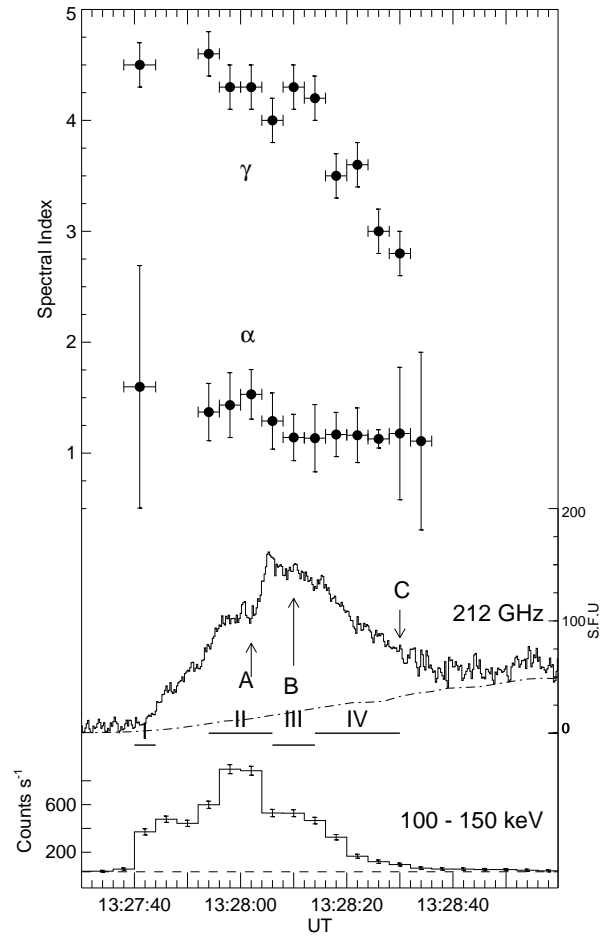 5
4
γ
Spectral Index
3
2
α
1
200
C
212 GHz
100
S.F.U
A
B
I
II
III
IV
0
Counts s-1
600
100 - 150 keV
200
13:27:40
13:28:00
13:28:20
13:28:40
UT